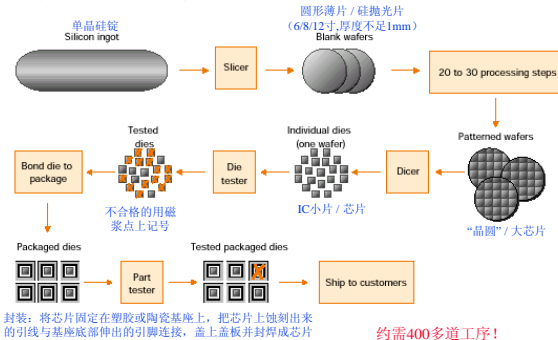 单晶硅锭
Silicon ingot
Slicer
圆形薄片 / 硅抛光片
（6/8/12寸,厚度不足1mm）
Blank wafers
20 to 30 processing steps
Patterned wafers
“晶圆” / 大芯片
Dicer
Individual dies
(one wafer)
IC小片 / 芯片
Die
tester
Tested
dies
不合格的用磁
浆点上记号
Bond die to
package
Packaged dies
Part
tester
Tested packaged dies
Ship to customers
封装：将芯片固定在塑胶或陶瓷基座上，把芯片上蚀刻出来
的引线与基座底部伸出的引脚连接，盖上盖板并封焊成芯片
约需400多道工序！